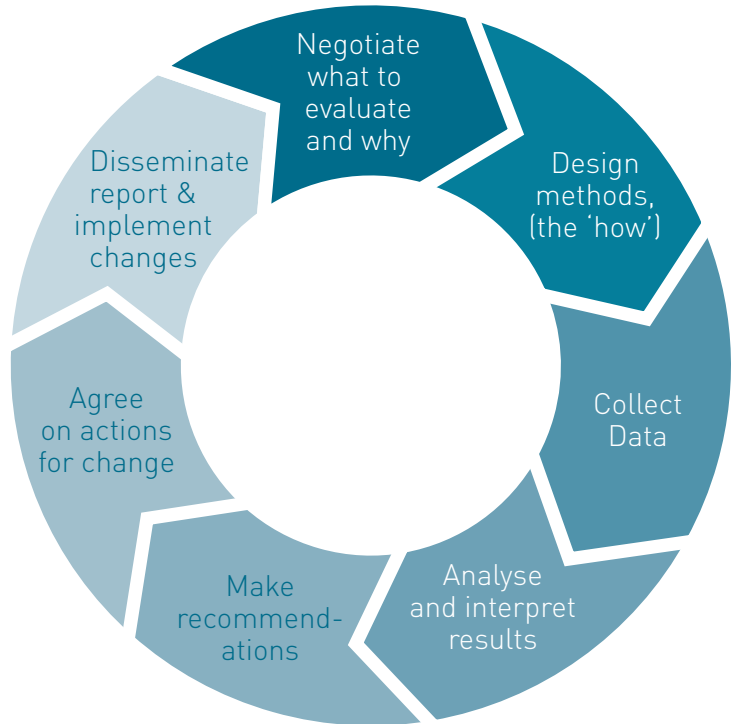 Negotiate
what to
evaluate
and why
Design
methods,
(the ‘how’)
Collect
Data
Analyse
and interpret
results
Make
recommend-
ations
Agree
on actions
for change
Disseminate
report &
implement
changes